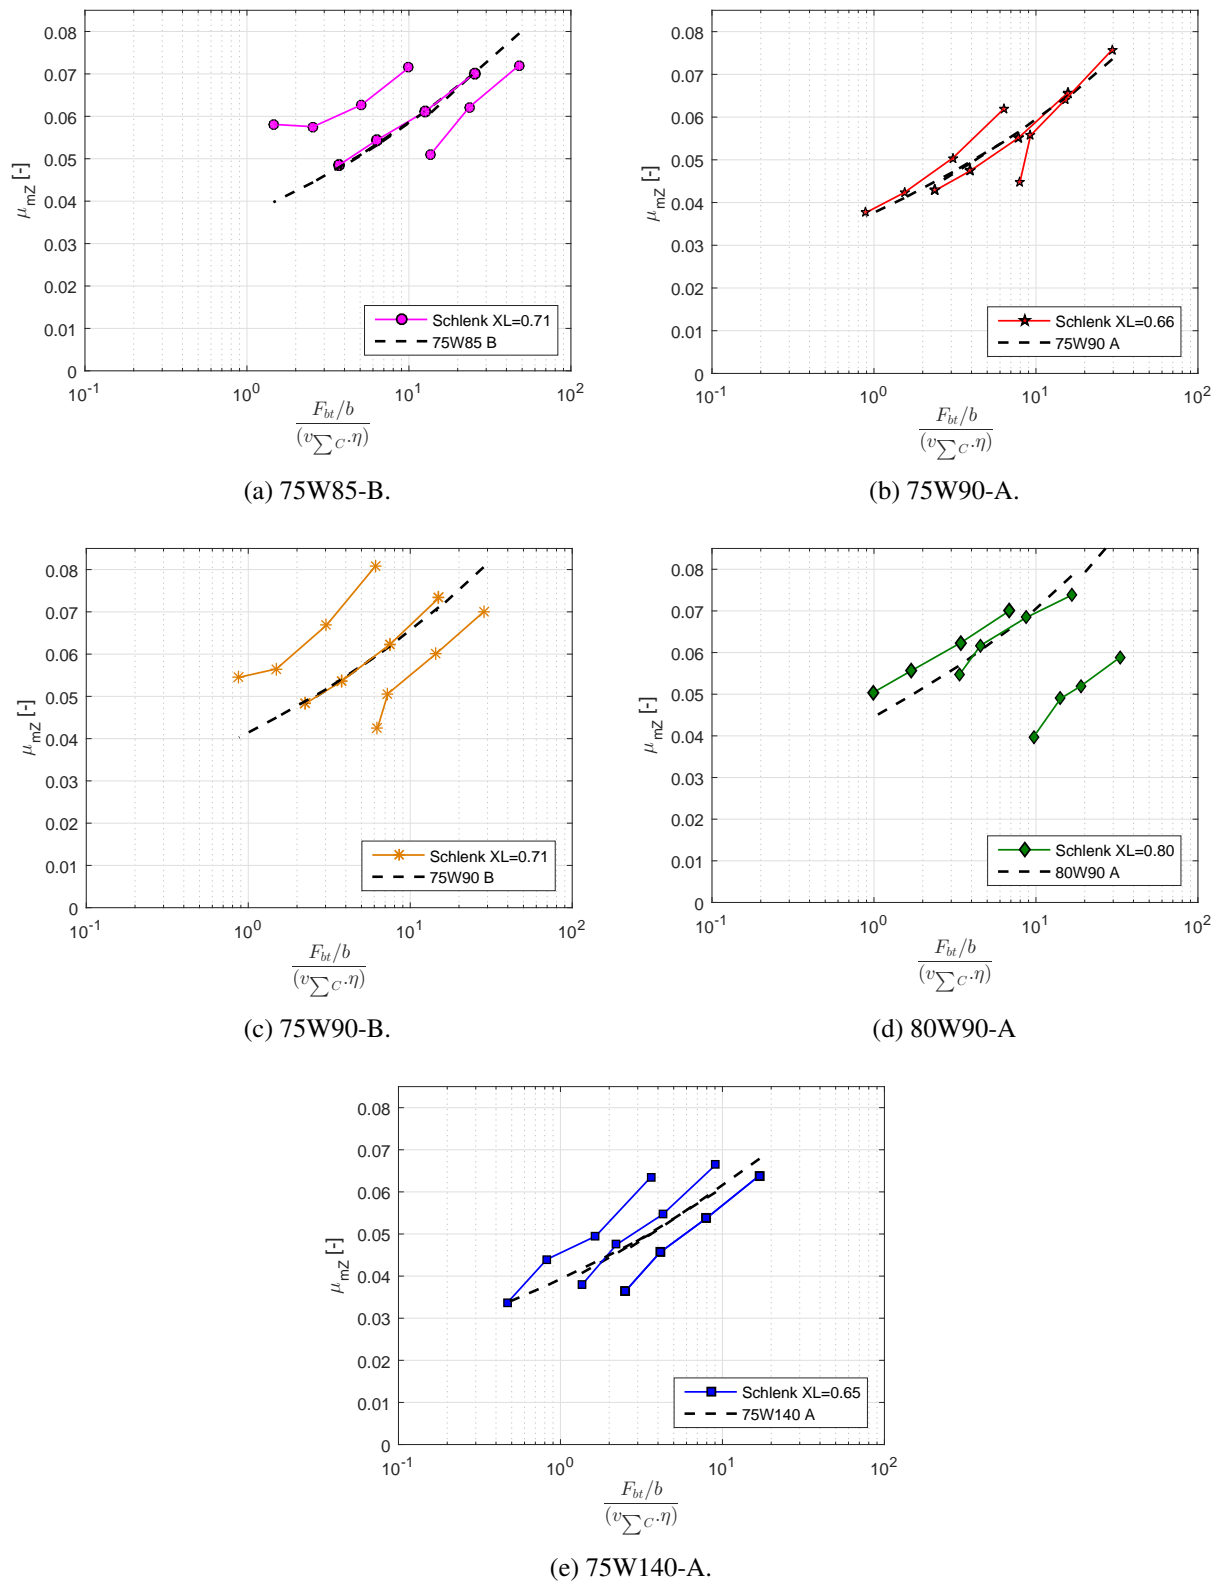 0.08
0.07
0.06
0.05
0.04
0.03
0.02
0.01
0
μmZ [-]
10-1 100 101 102
Fbt/b
(v∑C.η)
Schlenk XL=0.71
75W85 B
(a) 75W85-B.
0.08
0.07
0.06
0.05
0.04
0.03
0.02
0.01
0
μmZ [-]
10-1 100 101 102
Fbt/b
(v∑C.η)
Schlenk XL=0.66
75W90 A
(b) 75W90-A.
0.08
0.07
0.06
0.05
0.04
0.03
0.02
0.01
0
μmZ [-]
10-1 100 101 102
Fbt/b
(v∑C.η)
Schlenk XL=0.71
75W90 B
(c) 75W90-B.
0.08
0.07
0.06
0.05
0.04
0.03
0.02
0.01
0
μmZ [-]
10-1 100 101 102
Fbt/b
(v∑C.η)
Schlenk XL=0.80
80W90 A
(d) 80W90-A
0.08
0.07
0.06
0.05
0.04
0.03
0.02
0.01
0
μmZ [-]
10-1 100 101 102
Fbt/b
(v∑C.η)
Schlenk XL=0.65
75W140 A
(e) 75W140-A.